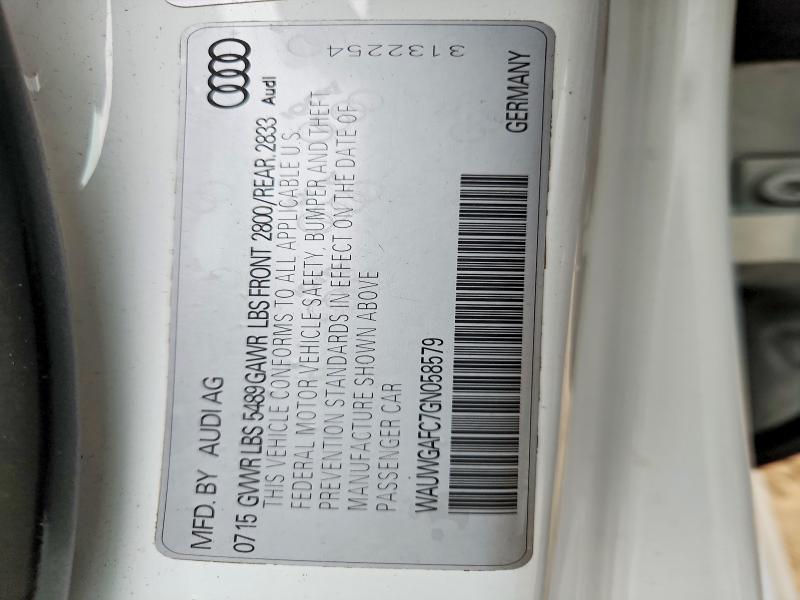 MFD. BY AUDI AG
0715 GVWR LBS 5489 GAWR LBS FRONT 2800/REAR 2833 Audi
THIS VEHICLE CONFORMS TO ALL APPLICABLE U.S.
FEDERAL MOTOR VEHICLE SAFETY, BUMPER AND THEFT
PREVENTION STANDARDS IN EFFECT ON THE DATE OF
MANUFACTURE SHOWN ABOVE
PASSENGER CAR
WAUWGAFC7GN058579
3132254
GERMANY